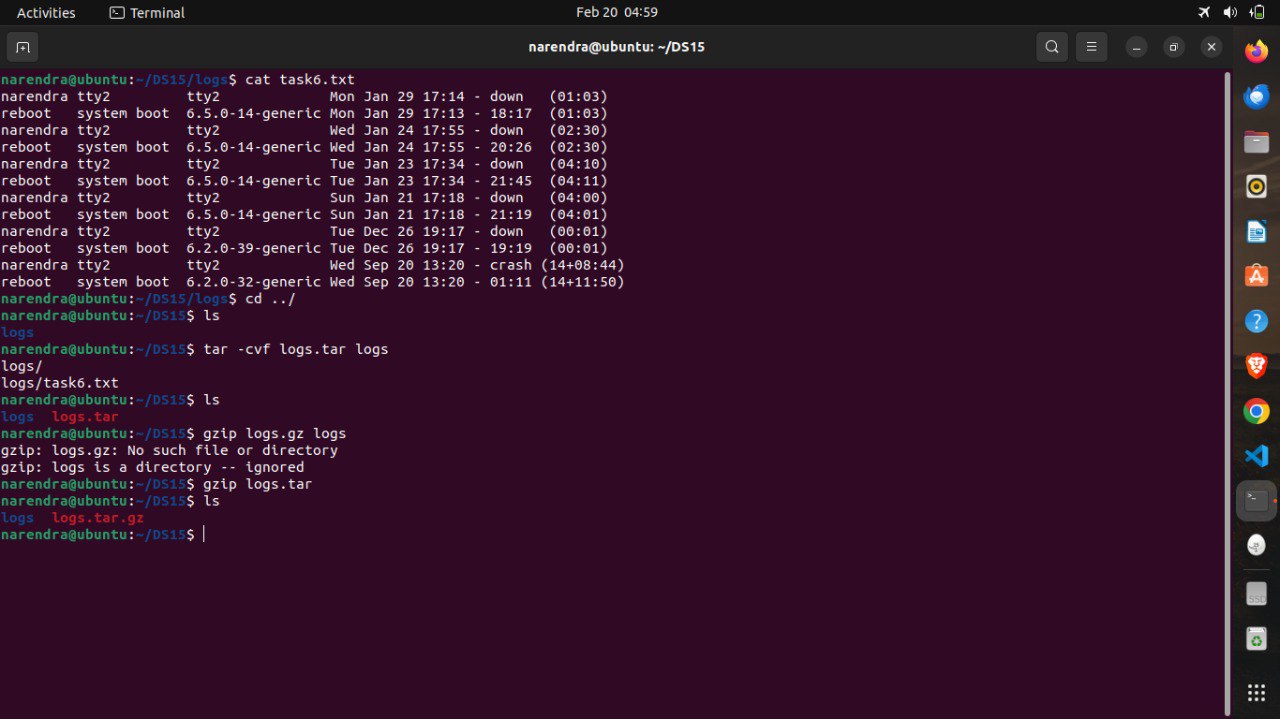 Activities Terminal Feb 20 04:59
narendra@ubuntu: ~/DS15
narendra@ubuntu:~/DS15/logs$ cat task6.txt
narendra tty2         tty2             Mon Jan 29 17:14 - down   (01:03)
reboot   system boot  6.5.0-14-generic Mon Jan 29 17:13 - 18:17  (01:03)
narendra tty2         tty2             Wed Jan 24 17:55 - down   (02:30)
reboot   system boot  6.5.0-14-generic Wed Jan 24 17:55 - 20:26  (02:30)
narendra tty2         tty2             Tue Jan 23 17:34 - down   (04:10)
reboot   system boot  6.5.0-14-generic Tue Jan 23 17:34 - 21:45  (04:11)
narendra tty2         tty2             Sun Jan 21 17:18 - down   (04:00)
reboot   system boot  6.5.0-14-generic Sun Jan 21 17:18 - 21:19  (04:01)
narendra tty2         tty2             Tue Dec 26 19:17 - down   (00:01)
reboot   system boot  6.2.0-39-generic Tue Dec 26 19:17 - 19:19  (00:01)
narendra tty2         tty2             Wed Sep 20 13:20 - crash (14+08:44)
reboot   system boot  6.2.0-32-generic Wed Sep 20 13:20 - 01:11 (14+11:50)
narendra@ubuntu:~/DS15/logs$ cd ../
narendra@ubuntu:~/DS15$ ls
logs
narendra@ubuntu:~/DS15$ tar -cvf logs.tar logs
logs/
logs/task6.txt
narendra@ubuntu:~/DS15$ ls
logs  logs.tar
narendra@ubuntu:~/DS15$ gzip logs.gz logs
gzip: logs.gz: No such file or directory
gzip: logs is a directory -- ignored
narendra@ubuntu:~/DS15$ gzip logs.tar
narendra@ubuntu:~/DS15$ ls
logs  logs.tar.gz
narendra@ubuntu:~/DS15$
SSD